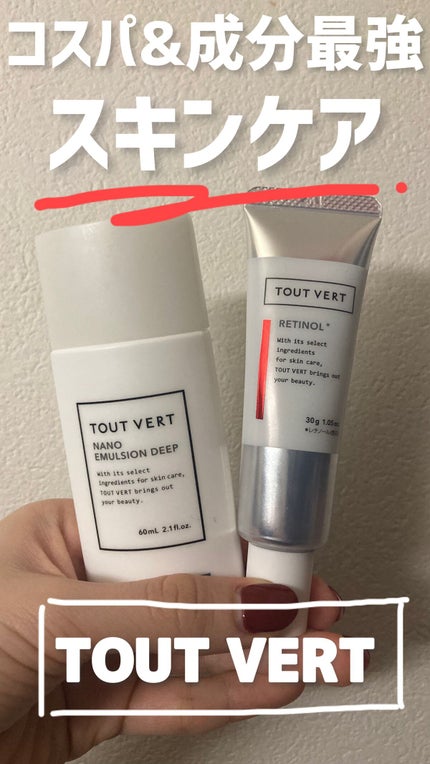 コスパ&成分最強
スキンケア
TOUT VERT
NANO
EMULSION DEEP
With its select
ingredients for skin care,
TOUT VERT brings out
your beauty.
60mL 2.1fl.oz.
TOUT VERT
RETINOL*
With its select
ingredients
for skin care,
TOUT VERT brings out
your beauty.
30g 1.05
TOUT VERT